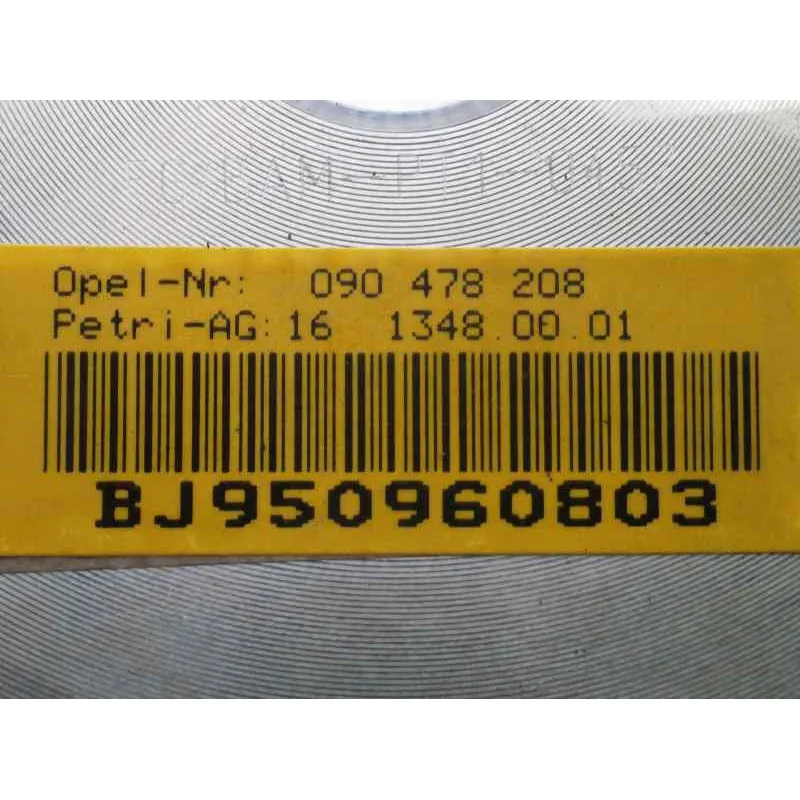 Opel-Nr: 090 478 208
Petri-AG: 16 1348.00.01
BJ950960803